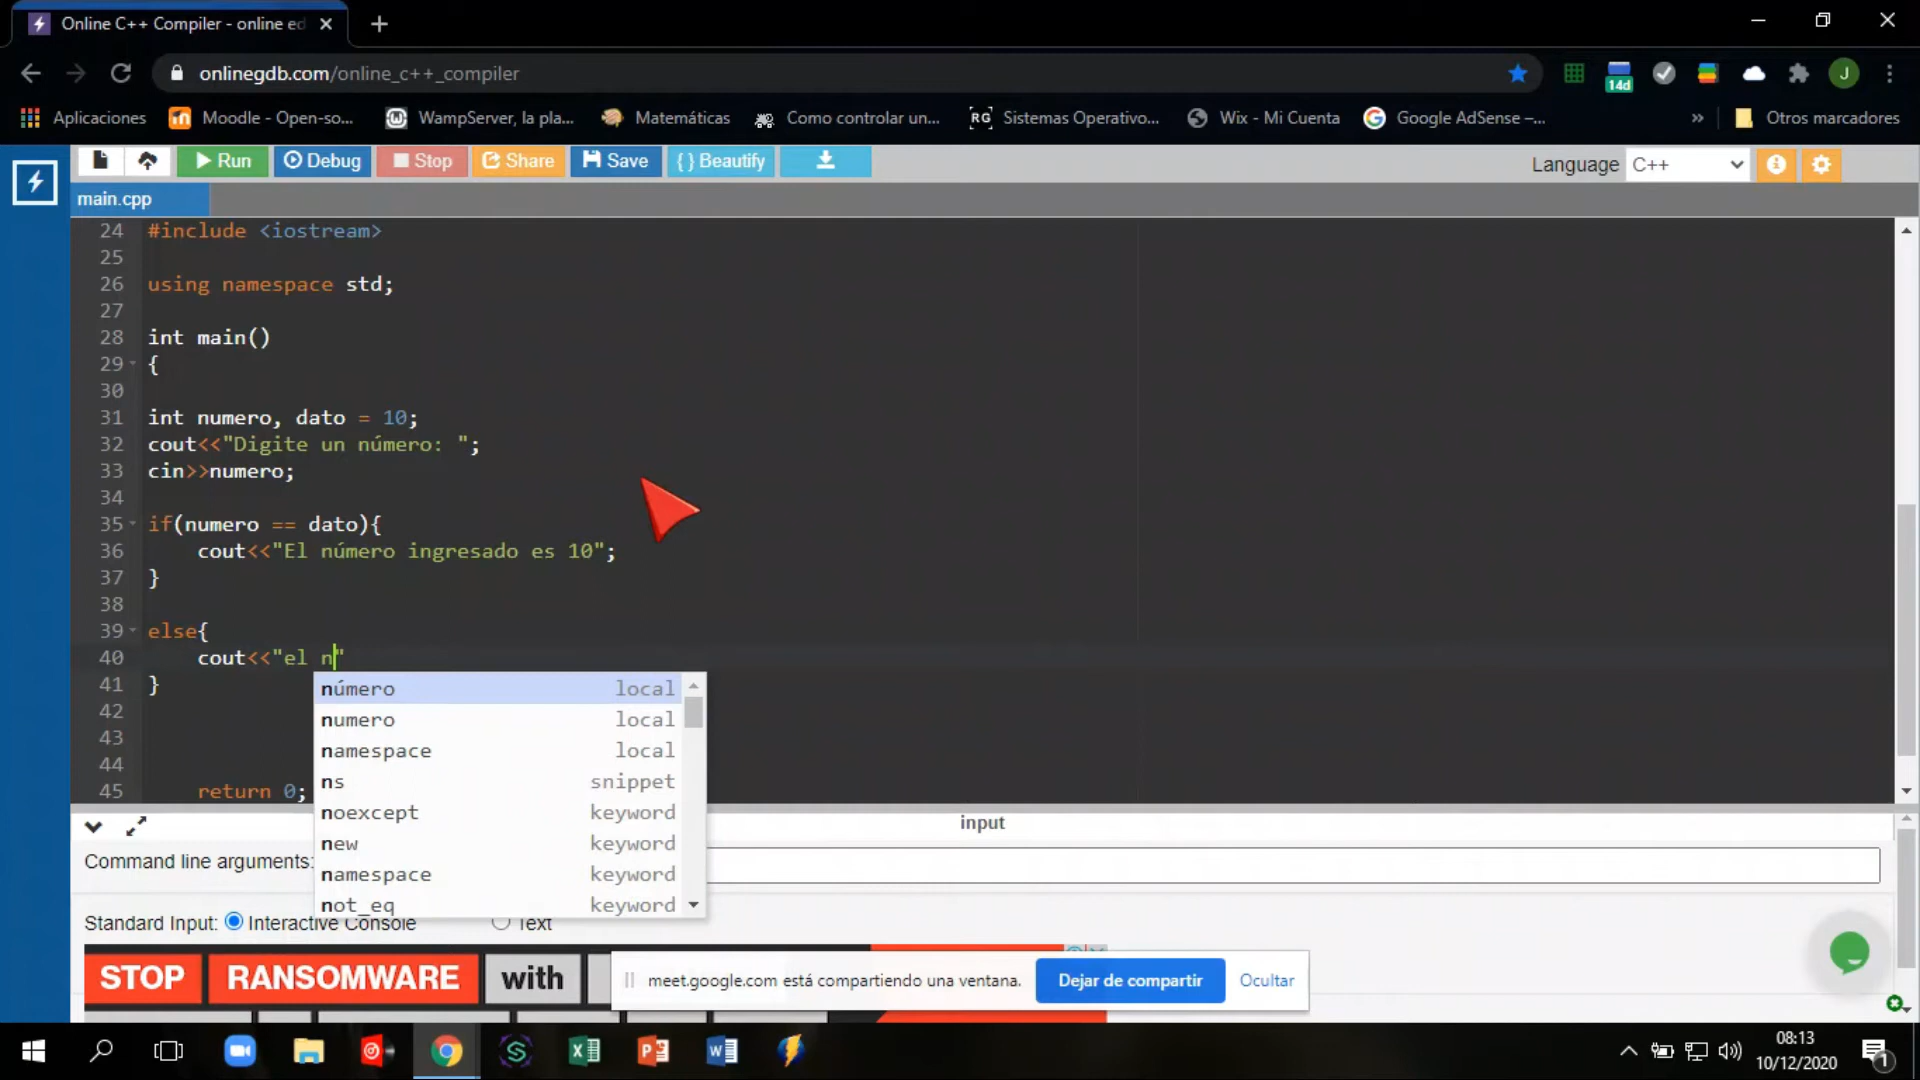 Online C++ Compiler - online ed
onlinegdb.com/online_c++_compiler
14d
J
Aplicaciones
Moodle - Open-so...
WampServer, la pla...
Matemáticas
Como controlar un...
RG
Sistemas Operativo...
Wix - Mi Cuenta
Google AdSense –...
»
Otros marcadores
Run
Debug
Stop
Share
Save
{ } Beautify
Language
C++
main.cpp
24 #include <iostream>
25
26 using namespace std;
27
28 int main()
29 {
30
31 int numero, dato = 10;
32 cout<<"Digite un número: ";
33 cin>>numero;
34
35 if(numero == dato){
36 cout<<"El número ingresado es 10";
37 }
38
39 else{
40 cout<<"el n"
41 }
42
43
44
45 return 0;
número local
numero local
namespace local
ns snippet
noexcept keyword
new keyword
namespace keyword
not_eq keyword
input
Command line arguments:
Standard Input: Interactive Console Text
STOP RANSOMWARE with
meet.google.com está compartiendo una ventana.
Dejar de compartir
Ocultar
08:13
10/12/2020
1